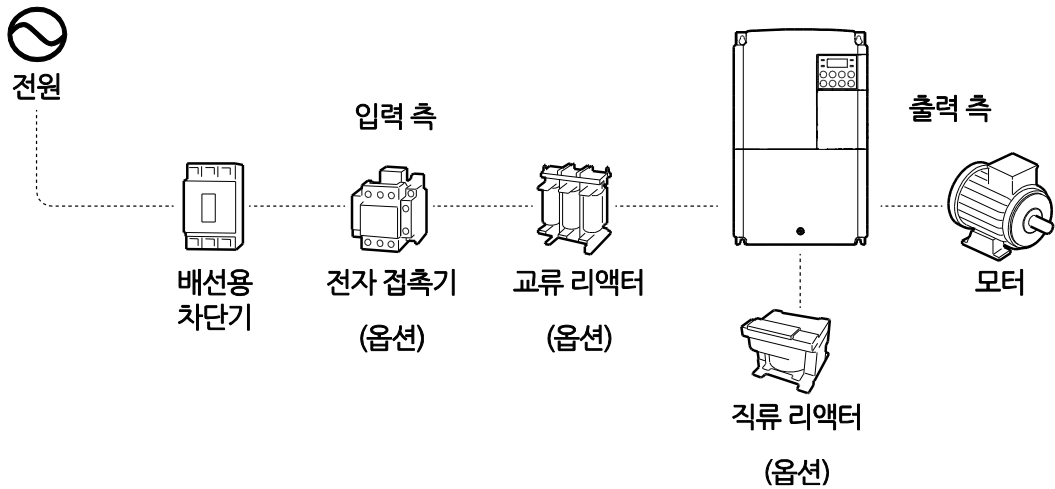 전원
입력 측
출력 측
배선용
차단기
전자 접촉기
(옵션)
교류 리액터
(옵션)
모터
직류 리액터
(옵션)